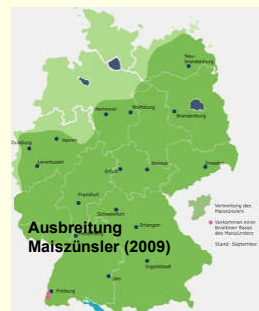 Neu-
brandenburg
Hannover
Wolfsburg
Brandenburg
Duisburg
Leverkusen
Erfurt
Weimar
Dresden
Frankfurt
Schweinfurt
Ausbreitung
Maiszünsler (2009)
Erlangen
Ingolstadt
Ulm
Freiburg
Verbreitung des
Maiszünslers
Vorkommen einer
bivoltinen Rasse
des Maiszünslers
Stand: September